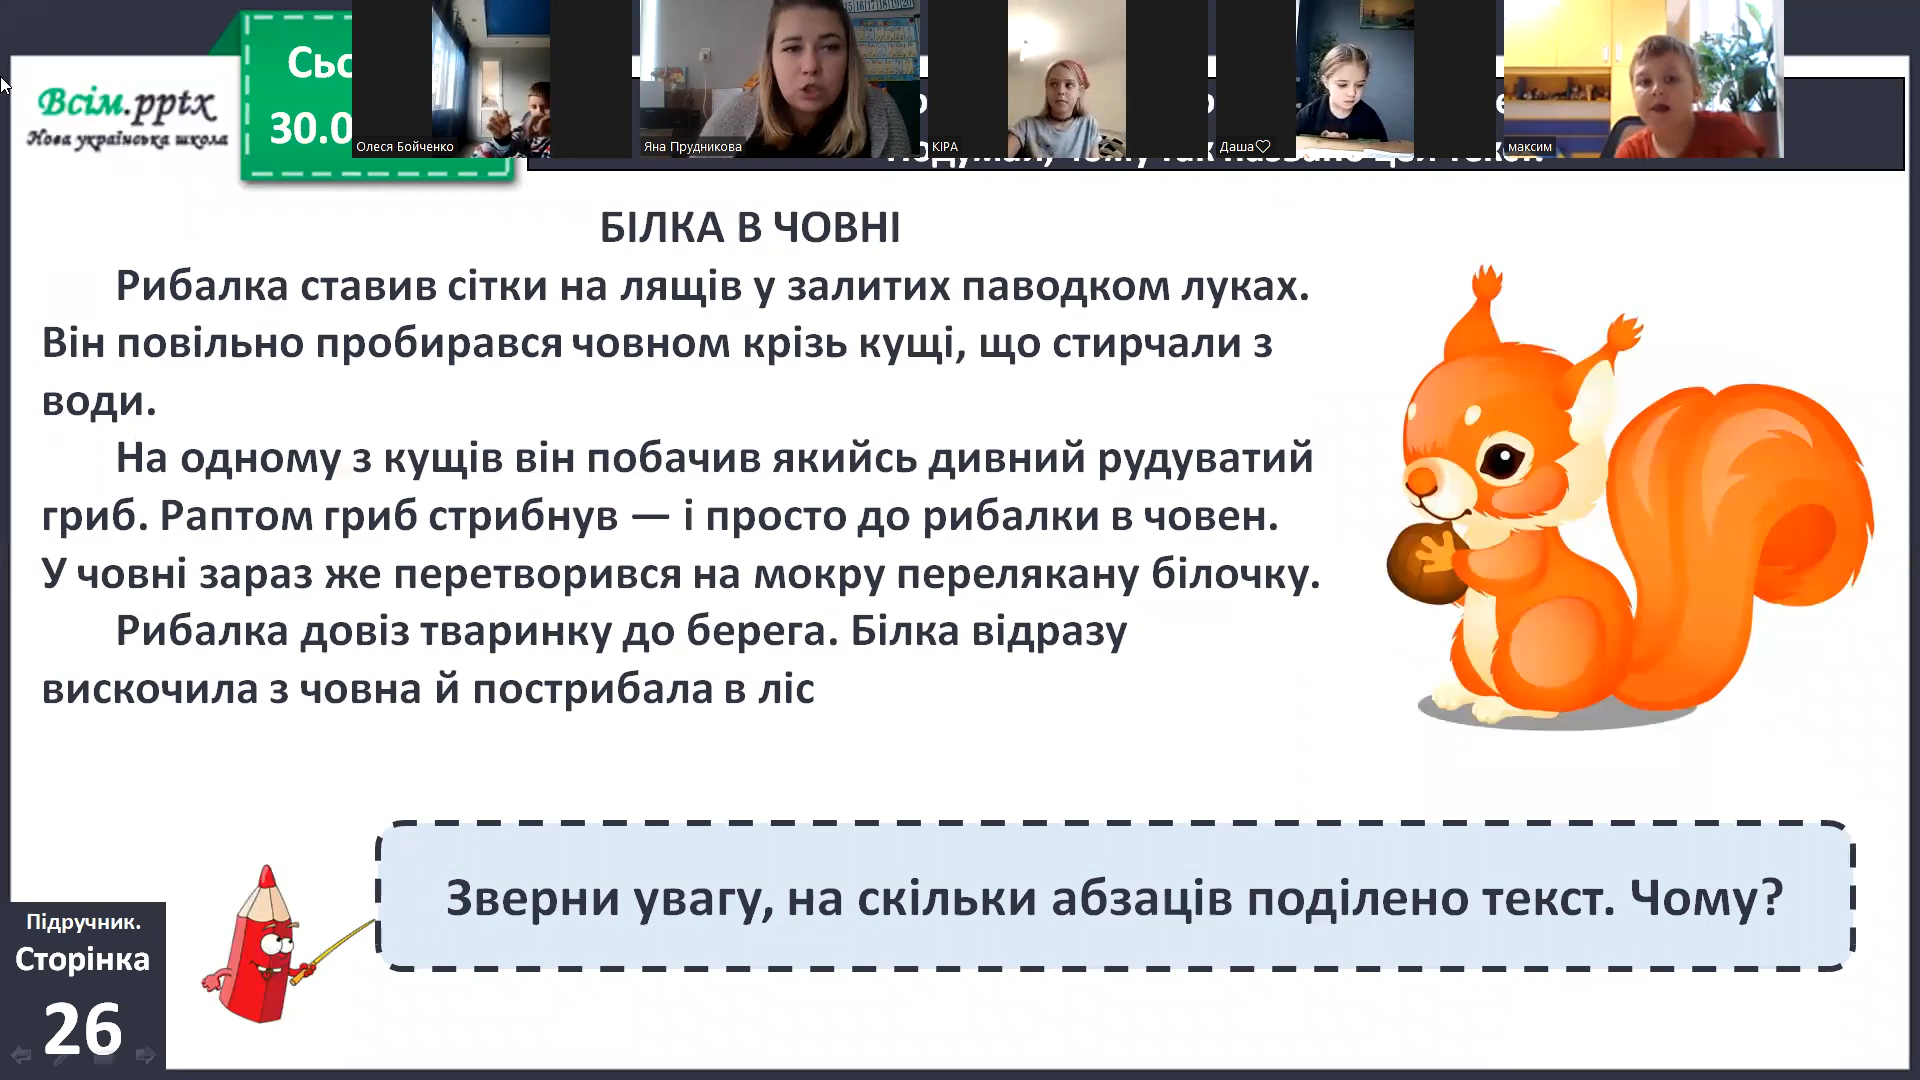 Всім.pptx
Нова українська школа
Сьо
30.0
Олеся Бойченко
Яна Прудникова
КІРА
Даша♡
максим
БІЛКА В ЧОВНІ
Рибалка ставив сітки на лящів у залитих паводком луках.
Він повільно пробирався човном крізь кущі, що стирчали з
води.
На одному з кущів він побачив якийсь дивний рудуватий
гриб. Раптом гриб стрибнув — і просто до рибалки в човен.
У човні зараз же перетворився на мокру перелякану білочку.
Рибалка довіз тваринку до берега. Білка відразу
вискочила з човна й пострибала в ліс
Зверни увагу, на скільки абзаців поділено текст. Чому?
Підручник.
Сторінка
26